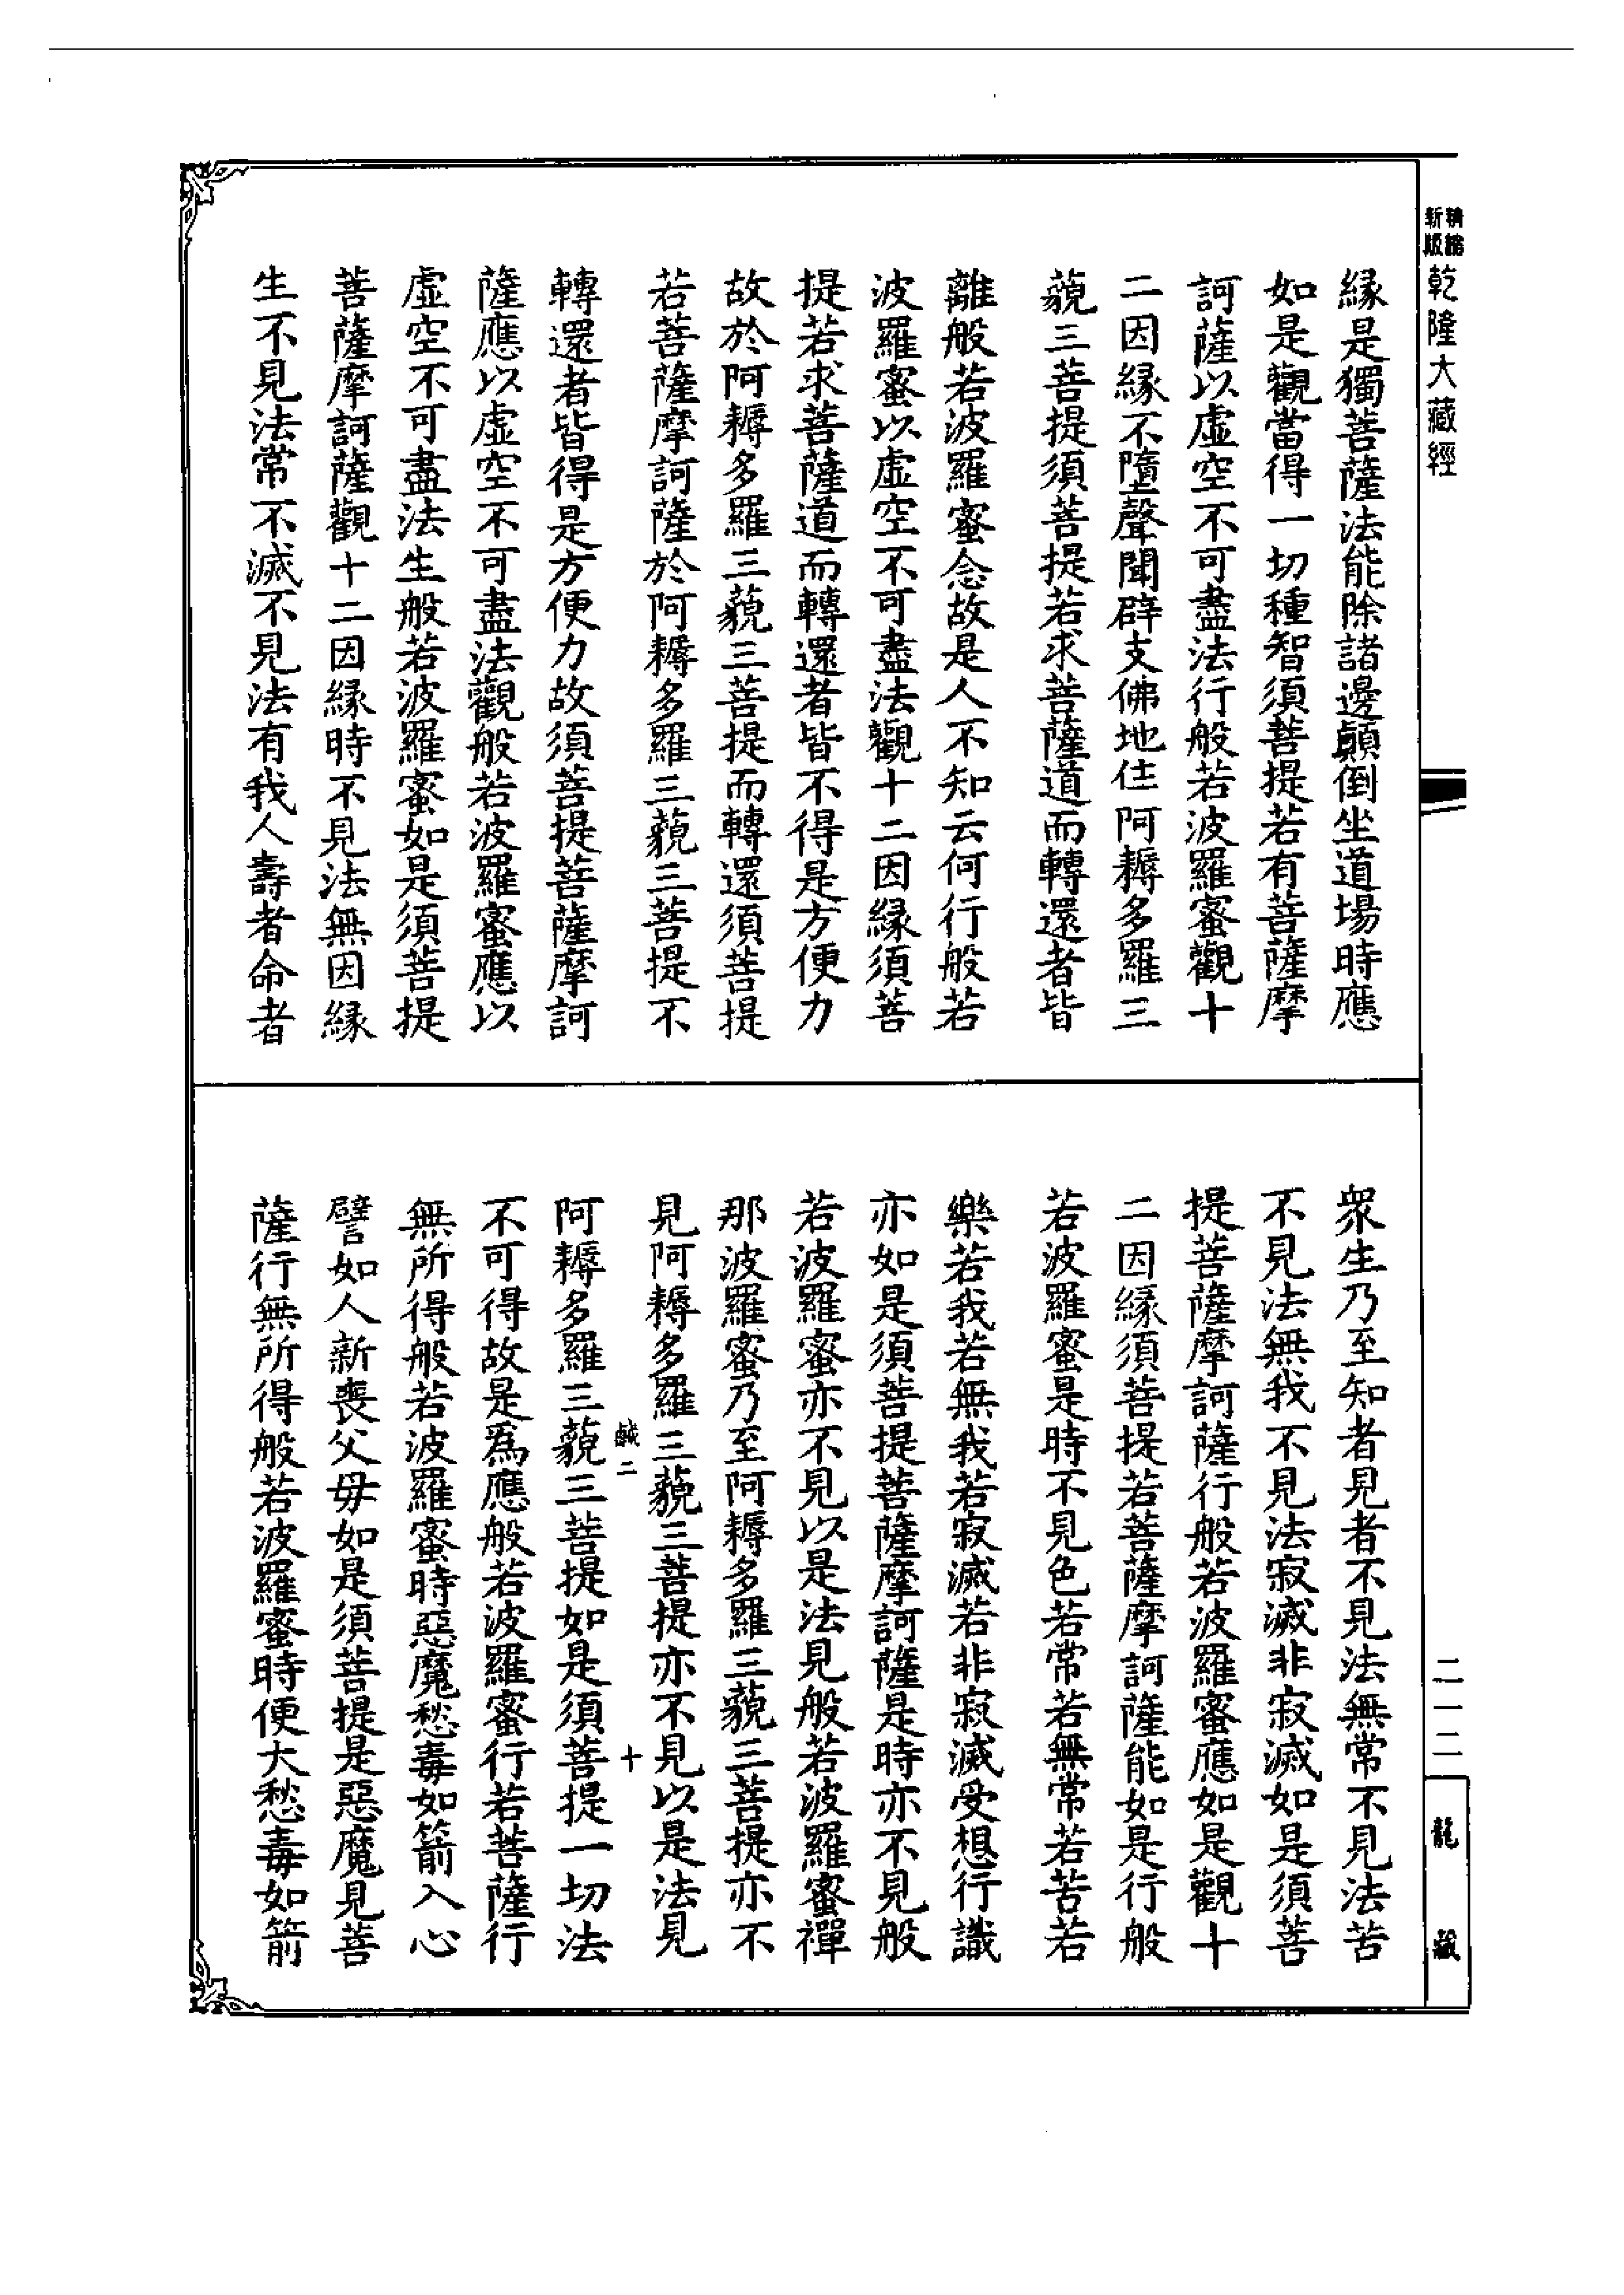 精縮新版乾隆大藏經
緣是獨菩薩法能除諸邊顛倒坐道場時應
如是觀當得一切種智須菩提若有菩薩摩
訶薩以虛空不可盡法行般若波羅蜜觀十
二因緣不墮聲聞辟支佛地住阿耨多羅三
藐三菩提須菩提若求菩薩道而轉還者皆
離般若波羅蜜念故是人不知云何行般若
波羅蜜以虛空不可盡法觀十二因緣須菩
提若求菩薩道而轉還者皆不得是方便力
故於阿耨多羅三藐三菩提而轉還須菩提
若菩薩摩訶薩於阿耨多羅三藐三菩提不
轉還者皆得是方便力故須菩提菩薩摩訶
薩應以虛空不可盡法觀般若波羅蜜應以
虛空不可盡法生般若波羅蜜如是須菩提
菩薩摩訶薩觀十二因緣時不見法無因緣
生不見法常不滅不見法有我人壽者命者
衆生乃至知者見者不見法無常不見法苦
不見法無我不見法寂滅非寂滅如是須菩
提菩薩摩訶薩行般若波羅蜜應如是觀十
二因緣須菩提若菩薩摩訶薩能如是行般
若波羅蜜是時不見色若常若無常若苦若
樂若我若無我若寂滅若非寂滅受想行識
亦如是須菩提菩薩摩訶薩是時亦不見般
若波羅蜜亦不見以是法見般若波羅蜜禪
那波羅蜜乃至阿耨多羅三藐三菩提亦不
見阿耨多羅三藐三菩提亦不見以是法見
鹹二 十
阿耨多羅三藐三菩提如是須菩提一切法
不可得故是爲應般若波羅蜜行若菩薩行
無所得般若波羅蜜時惡魔愁毒如箭入心
譬如人新喪父母如是須菩提是惡魔見菩
薩行無所得般若波羅蜜時便大愁毒如箭
二一二
龍藏